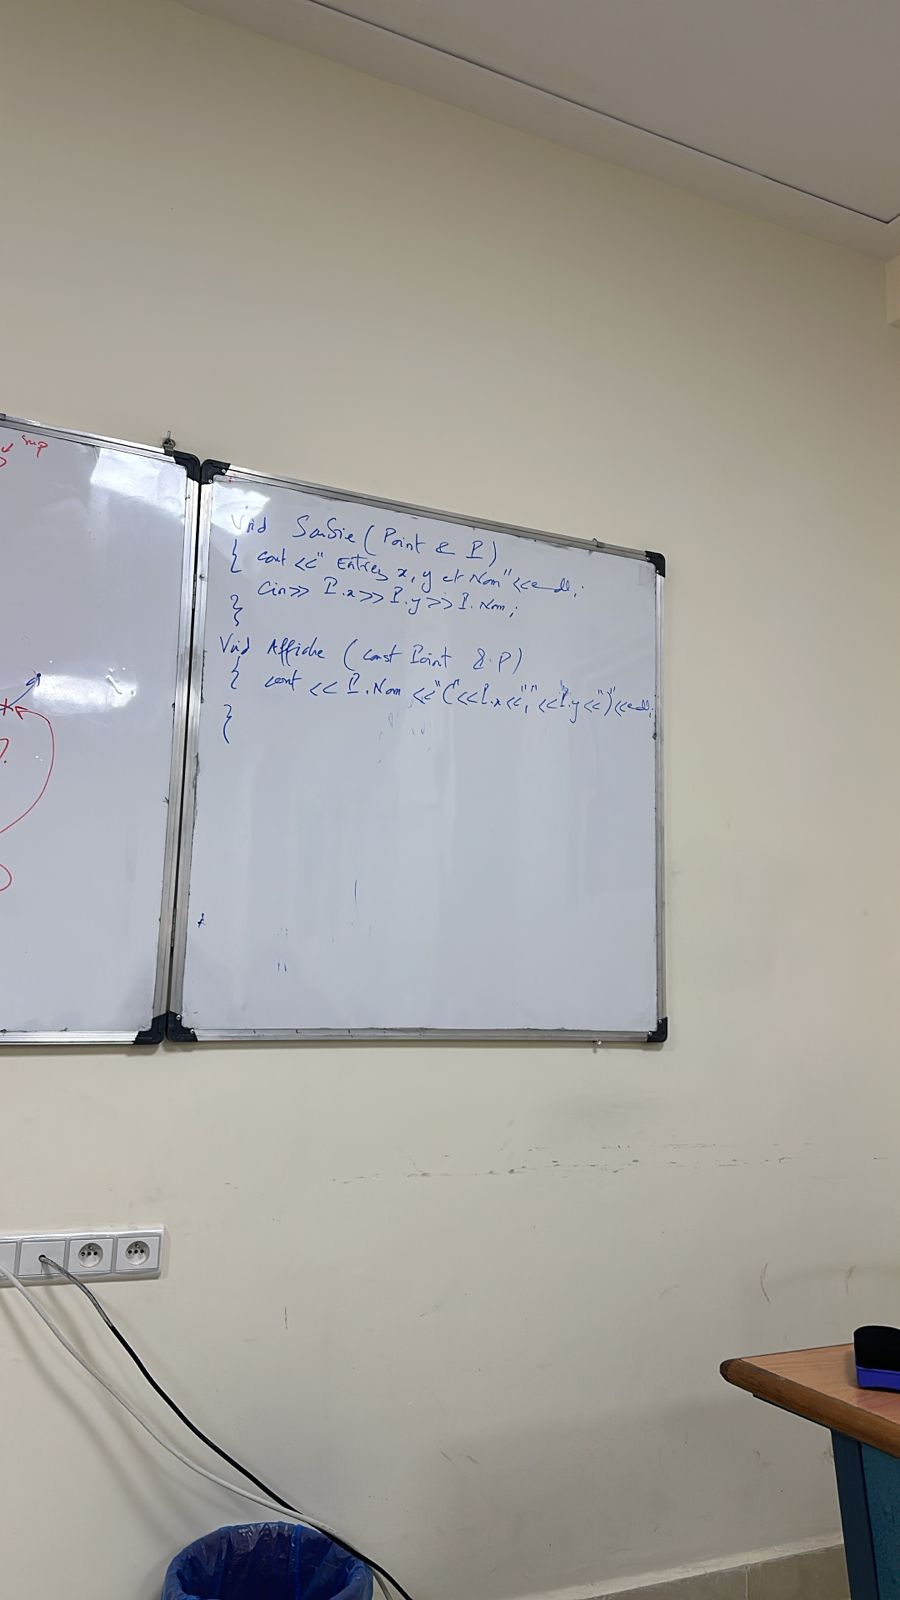 Sup
Void Saisie (Point & P)
{ cout <<" Entrez x, y et Nom"<<endl;
cin>> P.x>>P.y>>P.Nom;
}
Void Affiche (const Point & P)
{ cout << P.Nom <<"("<<P.x<<","<<P.y<<")"<<endl;
}